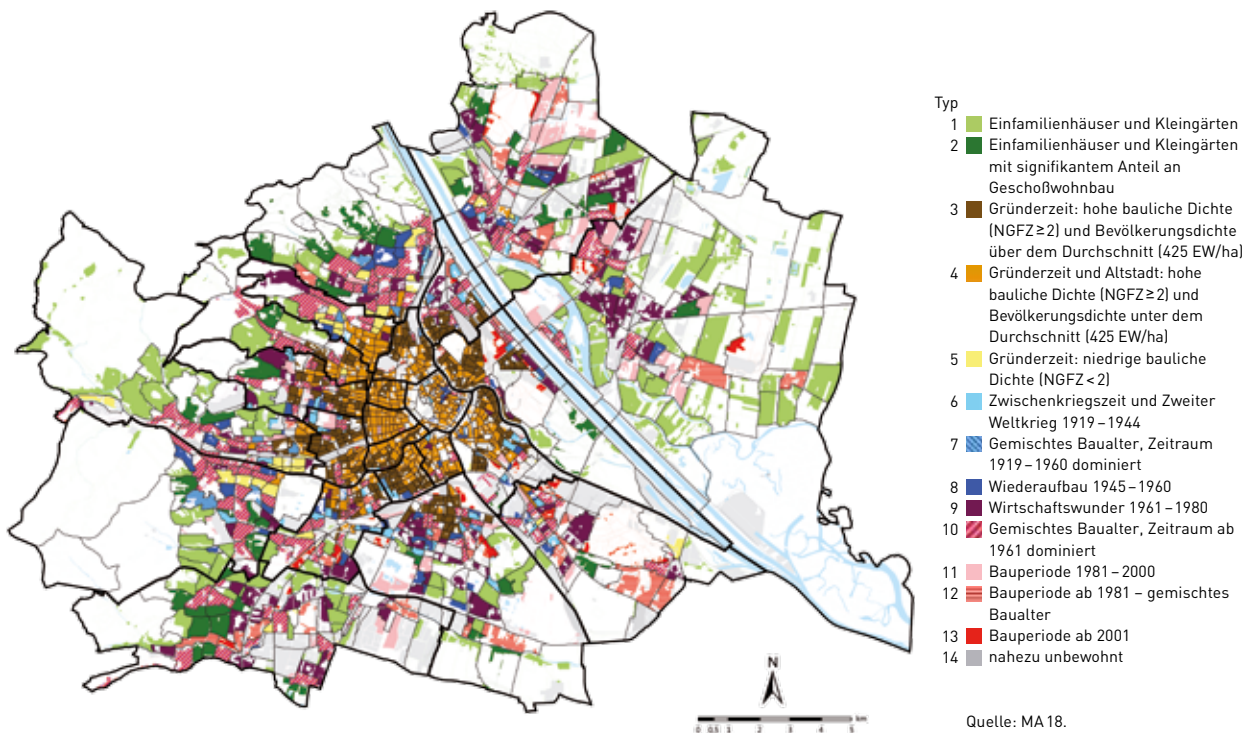 Typ
1 Einfamilienhäuser und Kleingärten
2 Einfamilienhäuser und Kleingärten
mit signifikantem Anteil an
Geschoßwohnbau
3 Gründerzeit: hohe bauliche Dichte
(NGFZ ≥ 2) und Bevölkerungsdichte
über dem Durchschnitt (425 EW/ha)
4 Gründerzeit und Altstadt: hohe
bauliche Dichte (NGFZ ≥ 2) und
Bevölkerungsdichte unter dem
Durchschnitt (425 EW/ha)
5 Gründerzeit: niedrige bauliche
Dichte (NGFZ < 2)
6 Zwischenkriegszeit und Zweiter
Weltkrieg 1919–1944
7 Gemischtes Baualter, Zeitraum
1919–1960 dominiert
8 Wiederaufbau 1945–1960
9 Wirtschaftswunder 1961–1980
10 Gemischtes Baualter, Zeitraum ab
1961 dominiert
11 Bauperiode 1981–2000
12 Bauperiode ab 1981 – gemischtes
Baualter
13 Bauperiode ab 2001
14 nahezu unbewohnt
N
km
0 0,5 1 2 3 4 5
Quelle: MA 18.